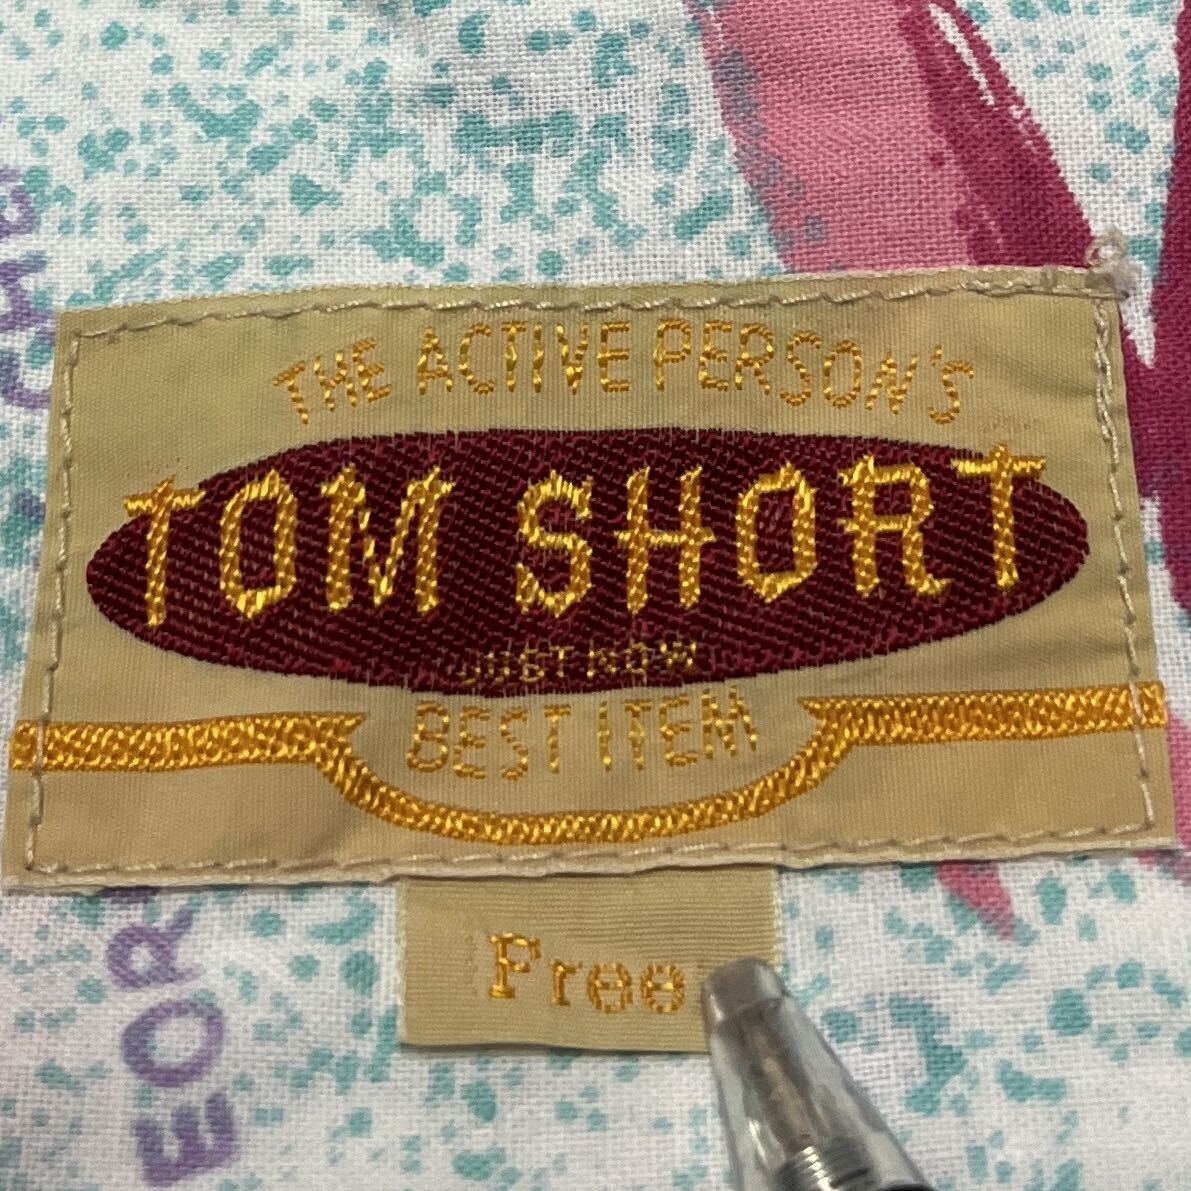 THE ACTIVE PERSON'S
TOM SHORT
JUST NOW
BEST ITEM
Free